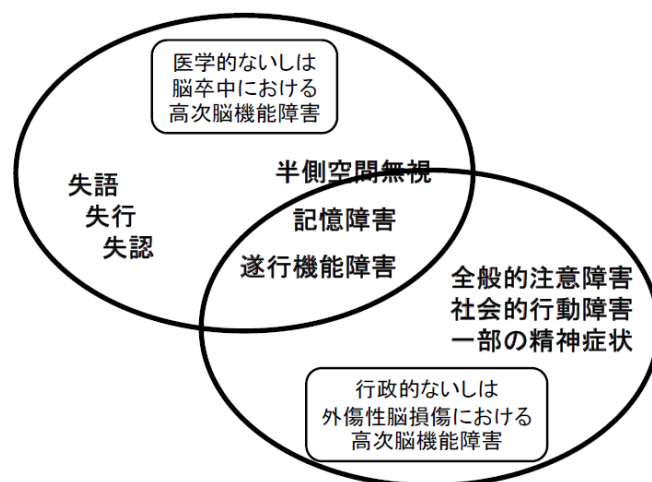 医学的ないしは
脳卒中における
高次脳機能障害
失語
失行
失認
半側空間無視
記憶障害
遂行機能障害
全般的注意障害
社会的行動障害
一部の精神症状
行政的ないしは
外傷性脳損傷における
高次脳機能障害